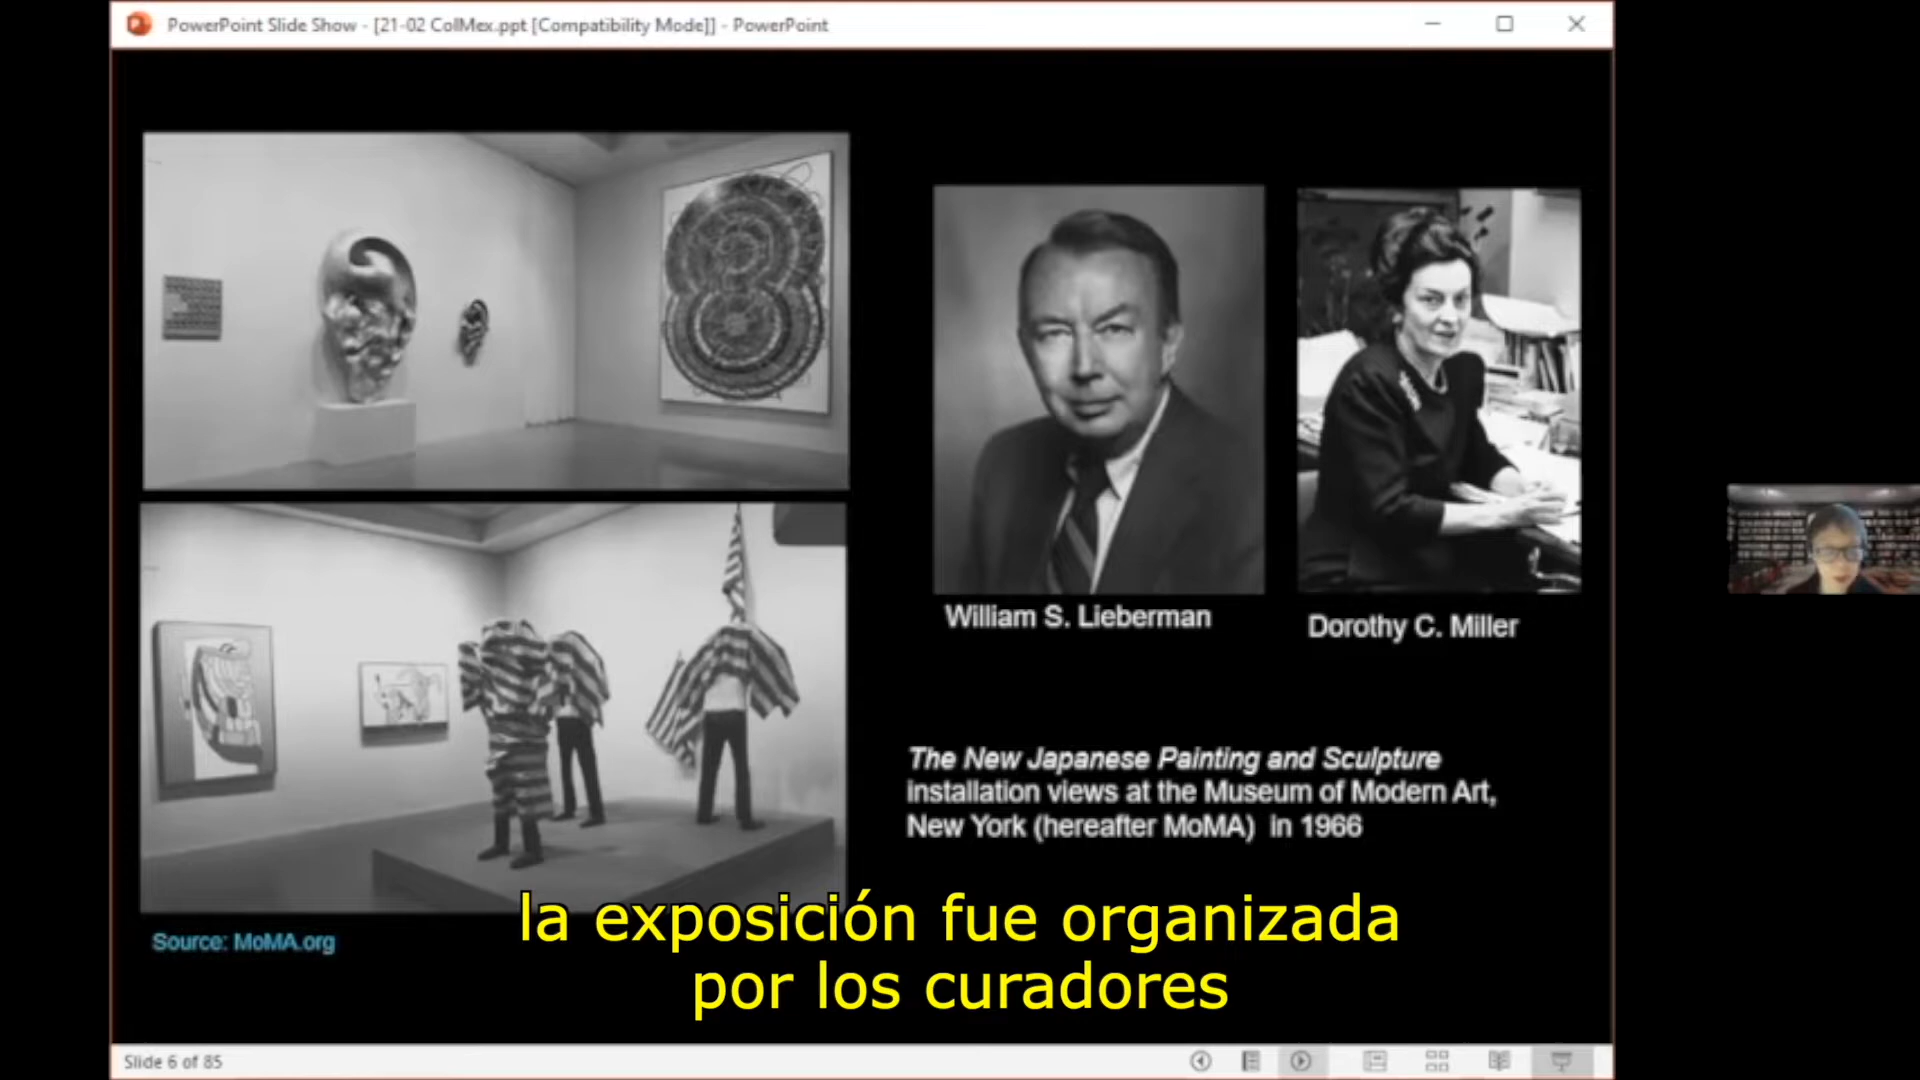 PowerPoint Slide Show - [21-02 ColMex.ppt [Compatibility Mode]] - PowerPoint
William S. Lieberman
Dorothy C. Miller
The New Japanese Painting and Sculpture
installation views at the Museum of Modern Art,
New York (hereafter MoMA) in 1966
Source: MoMA.org
la exposición fue organizada
por los curadores
Slide 6 of 85